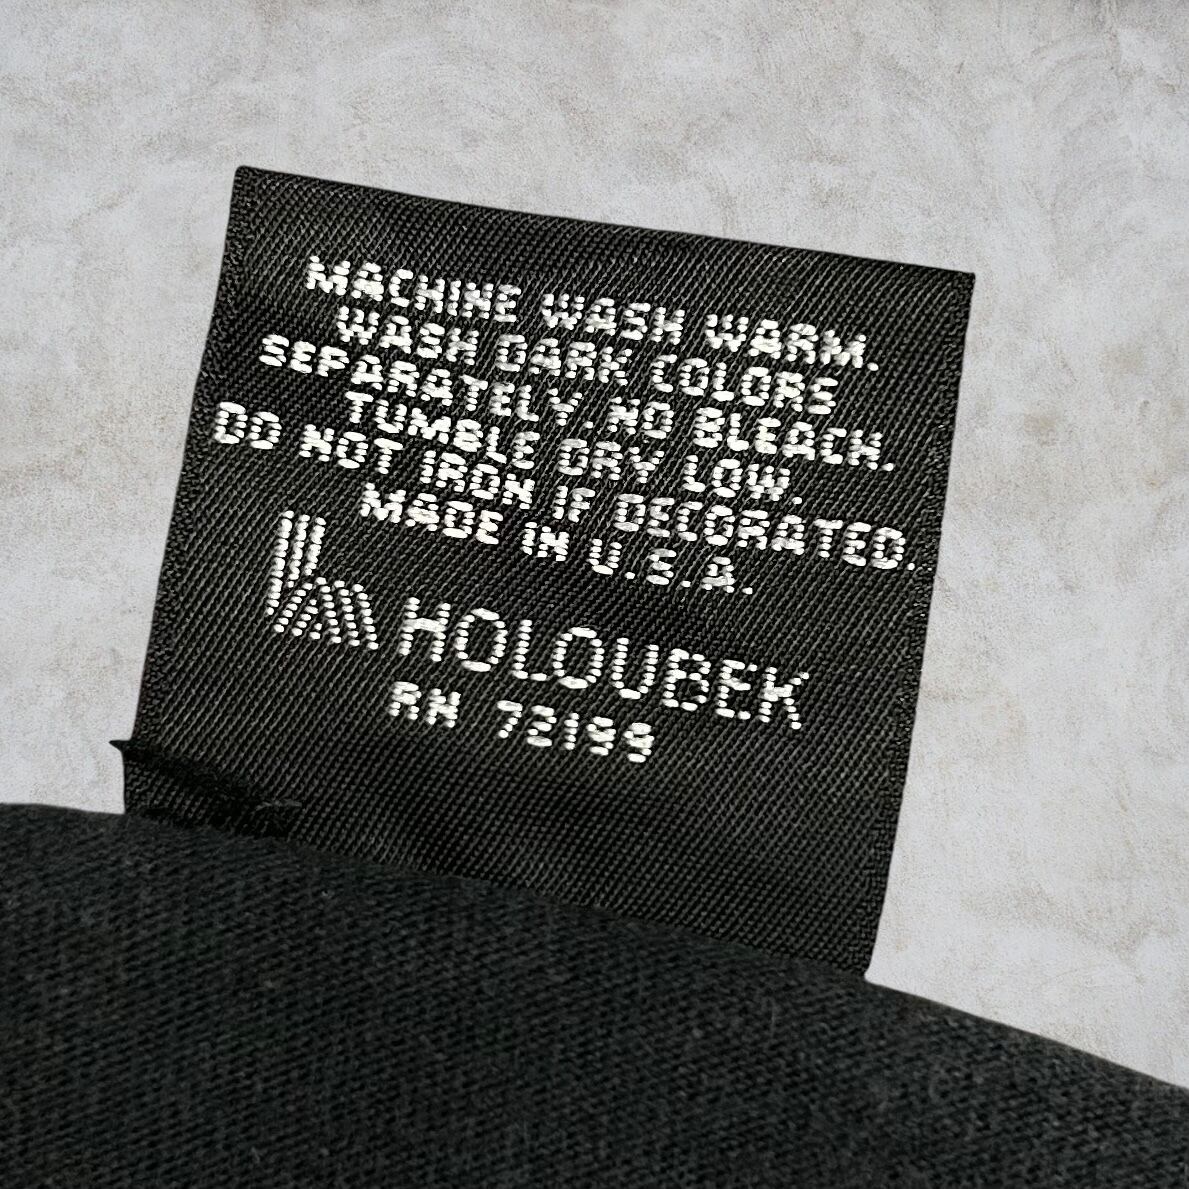 MACHINE WASH WARM.
WASH DARK COLORS
SEPARATELY. NO BLEACH.
TUMBLE DRY LOW.
DO NOT IRON IF DECORATED.
MADE IN U.S.A.
HOLOUBEK
RN 72199